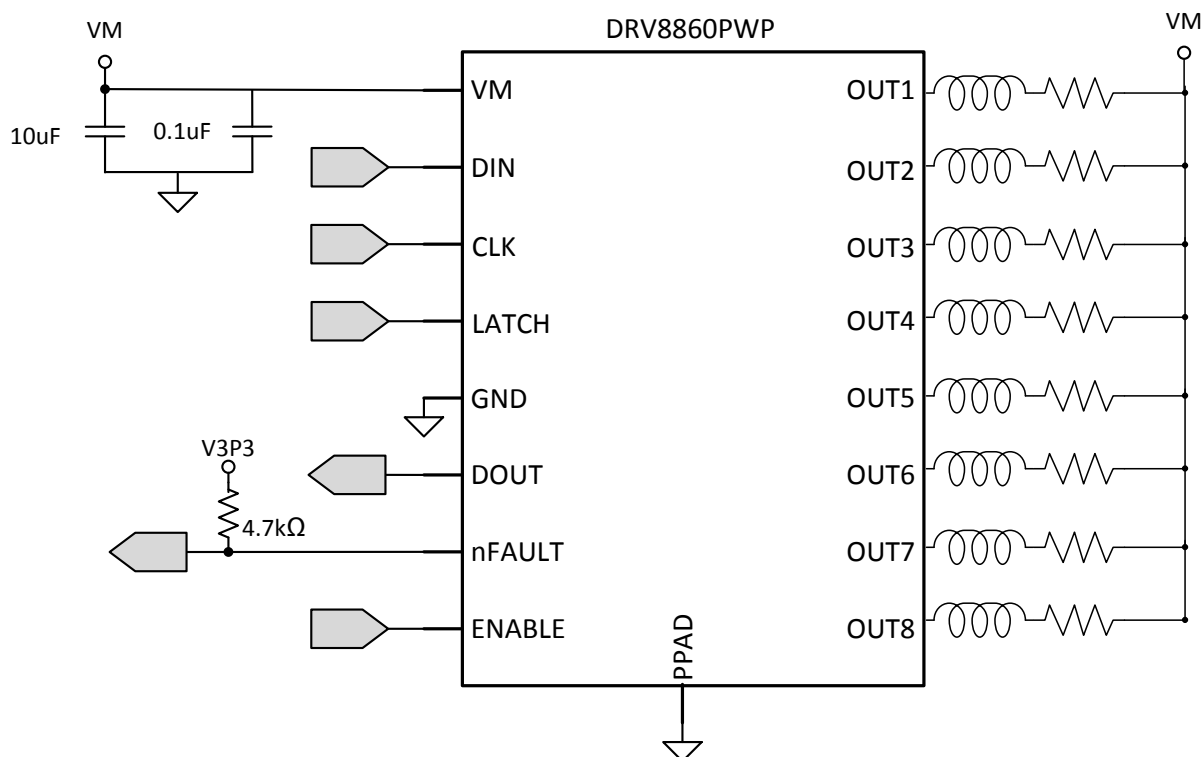 DRV8860PWP
VM
VM
VM
OUT1
10uF
0.1uF
DIN
OUT2
CLK
OUT3
LATCH
OUT4
GND
OUT5
V3P3
DOUT
OUT6
4.7kΩ
nFAULT
OUT7
ENABLE
OUT8
PPAD